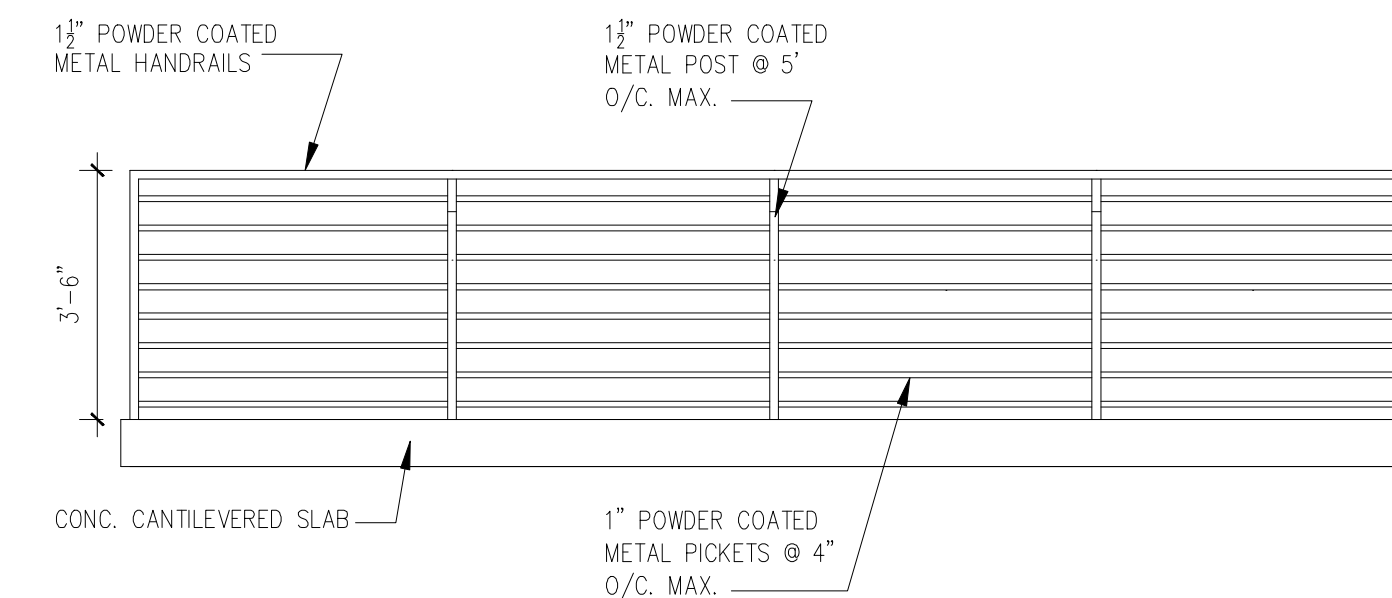 1½” POWDER COATED
METAL HANDRAILS
1½” POWDER COATED
METAL POST @ 5'
O/C. MAX.
3'-6”
CONC. CANTILEVERED SLAB
1” POWDER COATED
METAL PICKETS @ 4”
O/C. MAX.